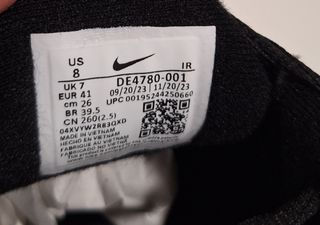 US
8
IR
UK 7
EUR 41
cm 26
BR 39.5
CN 260(2.5)
DE4780-001
09/20/23 | 11/20/23
UPC 00195244250660
04XVYW2R83QXD
MADE IN VIETNAM
HECHO EN VIETNAM
FABRIQUÉ AU VIETNAM